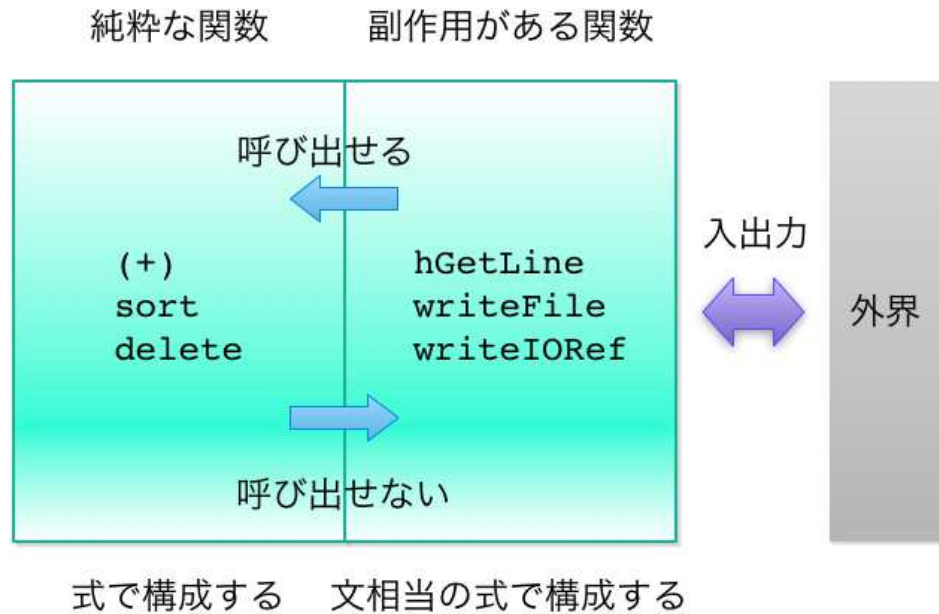 純粋な関数
副作用がある関数
呼び出せる
(+)
sort
delete
hGetLine
writeFile
writeIORef
呼び出せない
入出力
外界
式で構成する
文相当の式で構成する